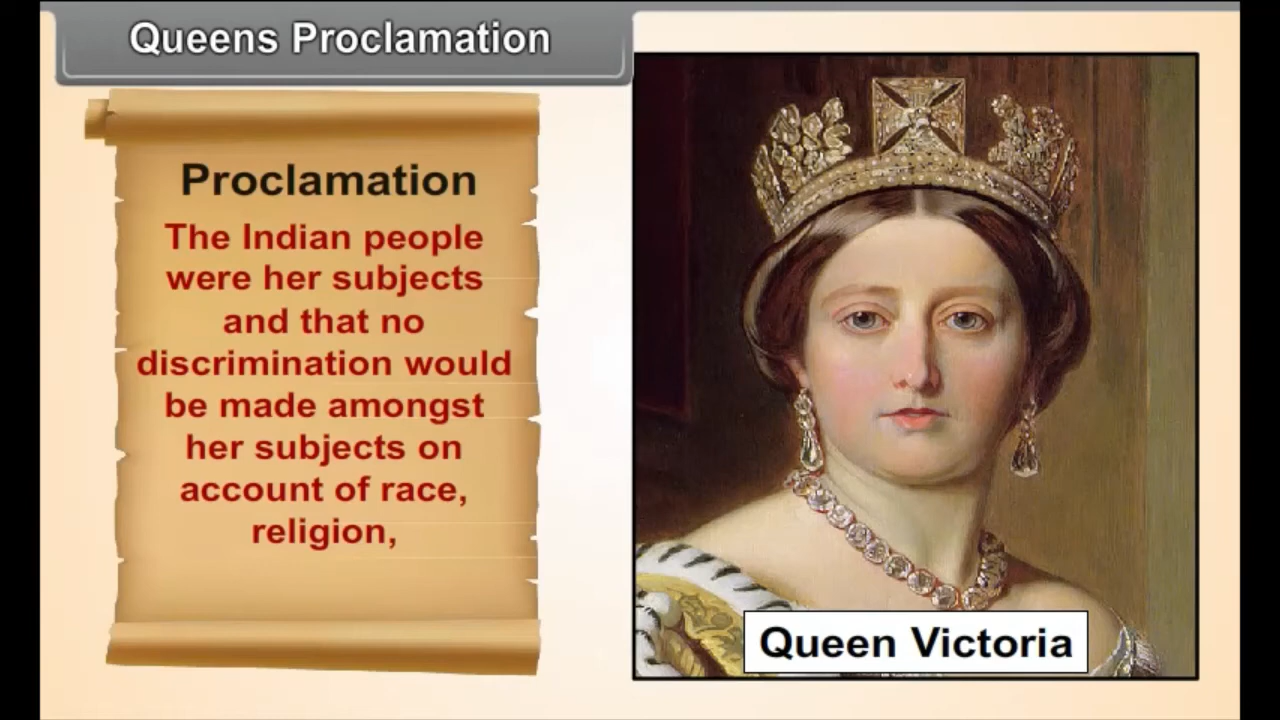 Queens Proclamation
Proclamation
The Indian people
were her subjects
and that no
discrimination would
be made amongst
her subjects on
account of race,
religion,
Queen Victoria